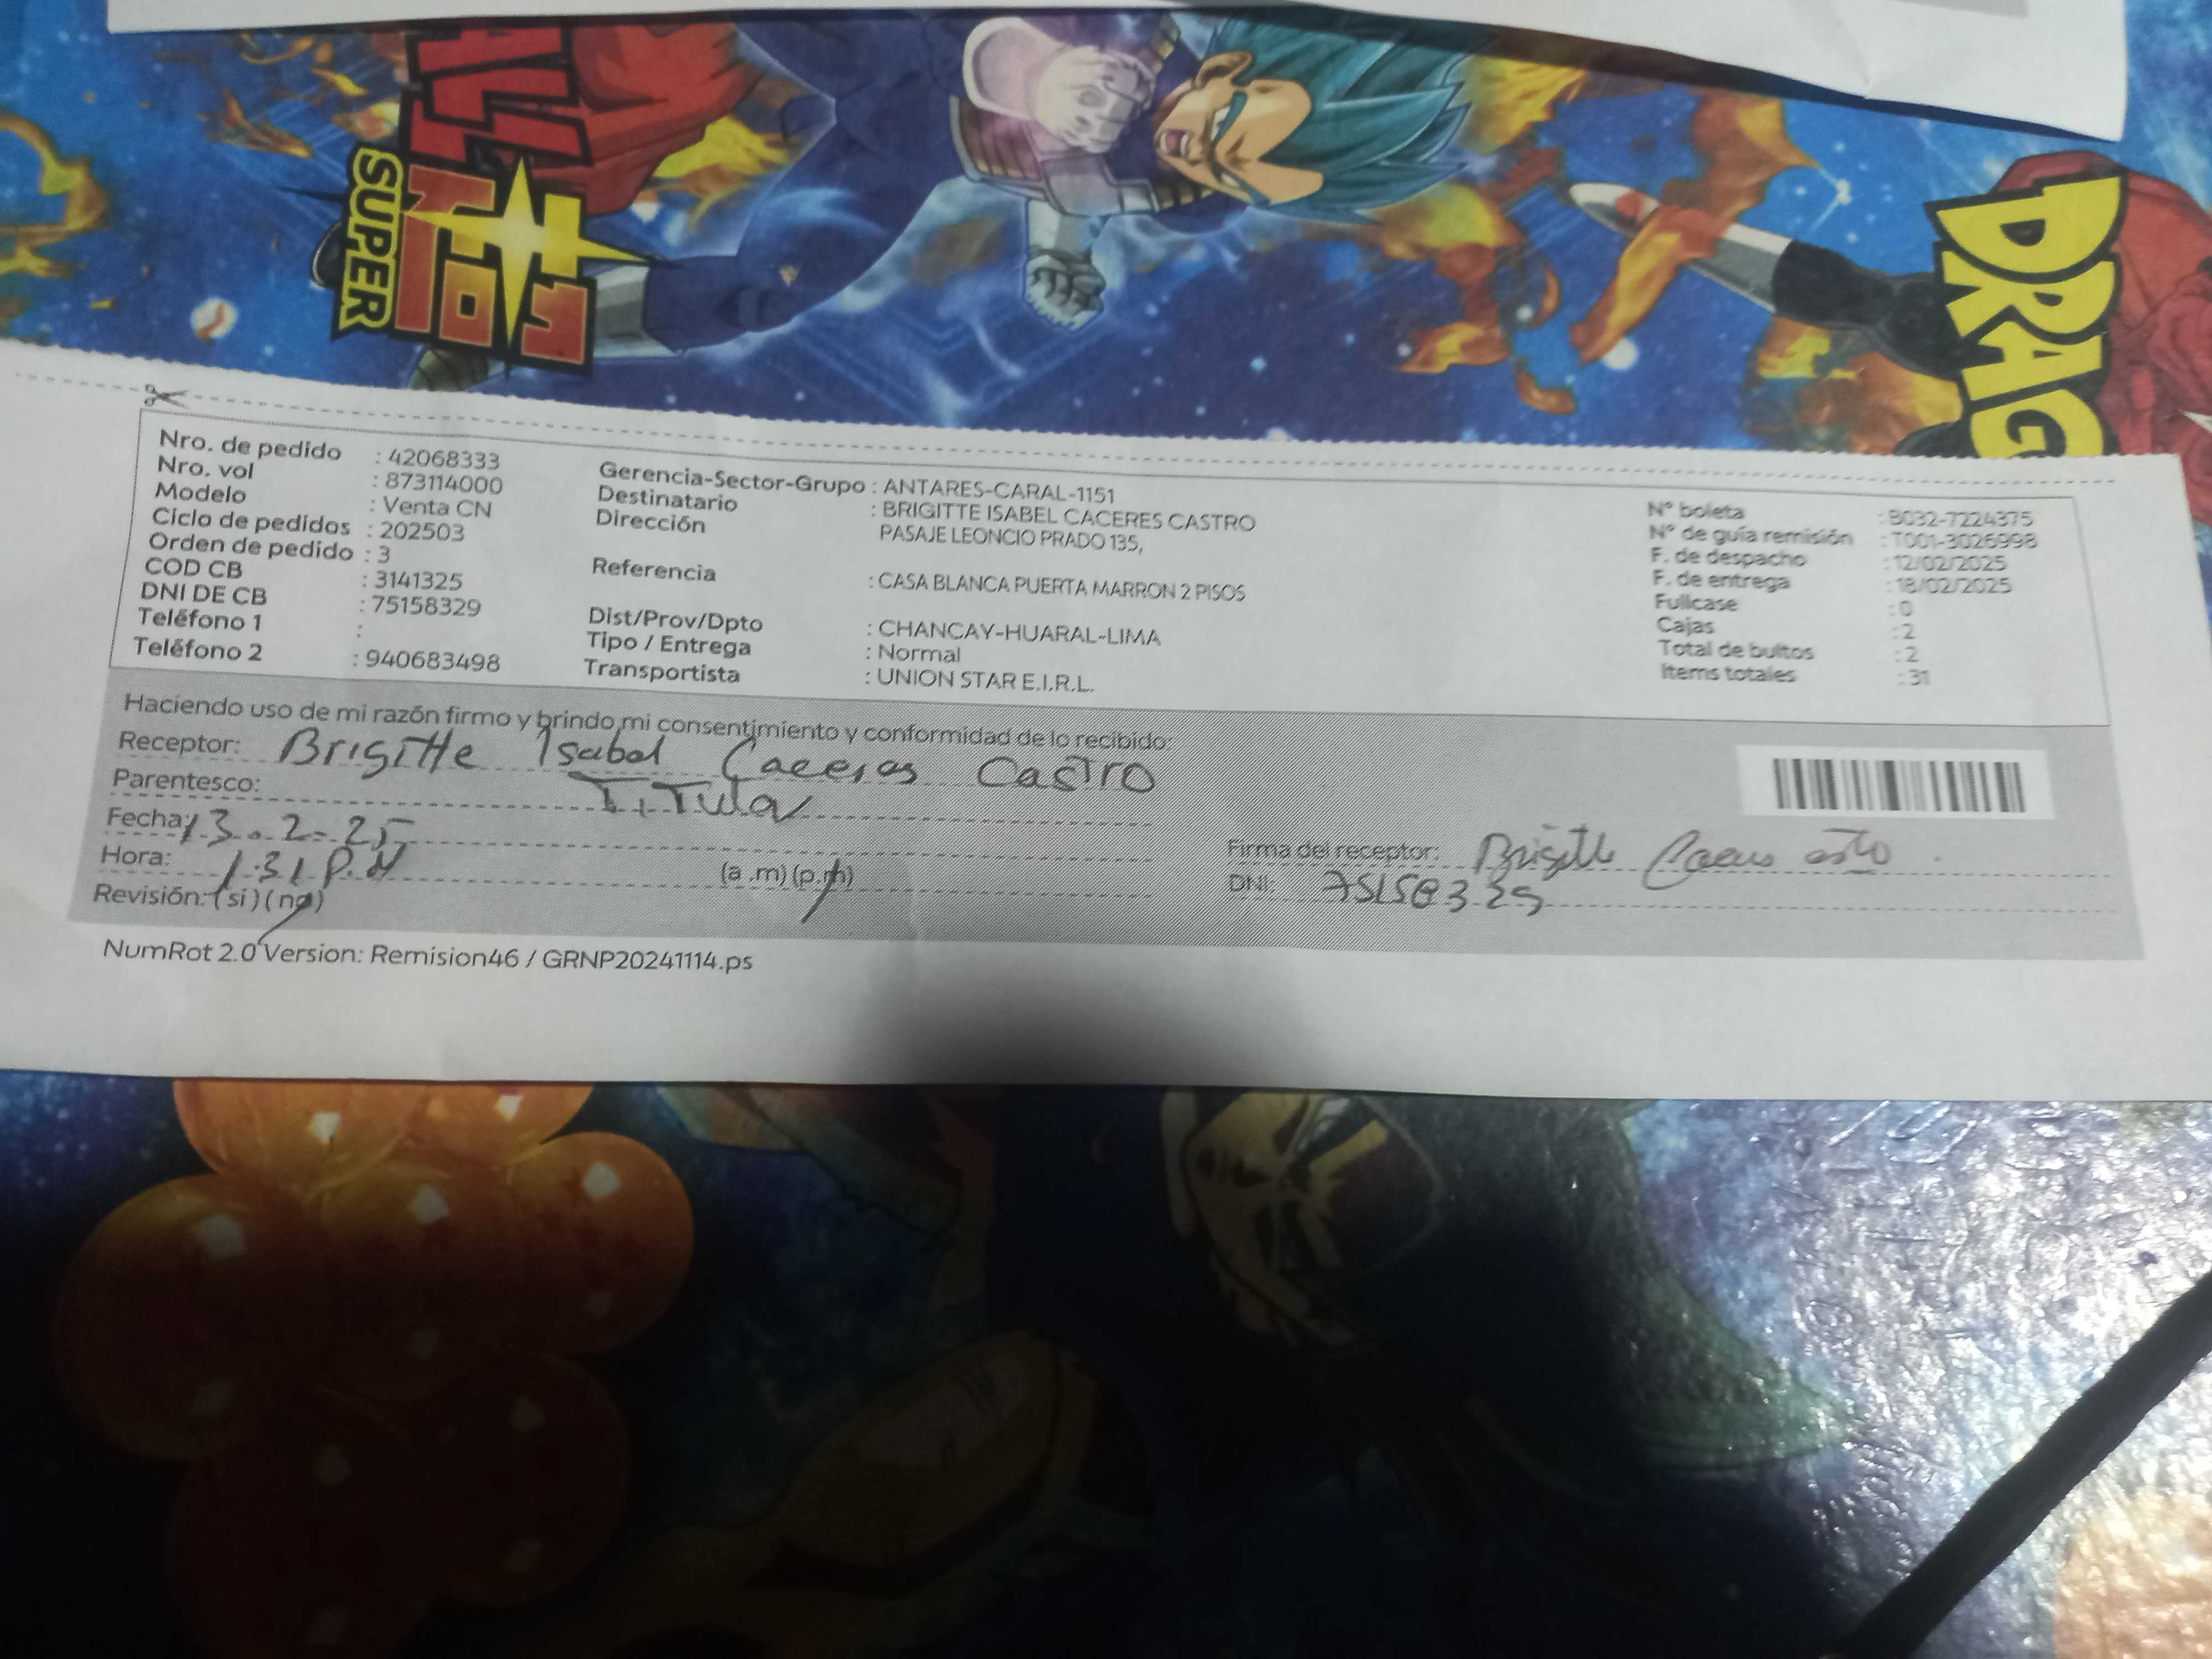 ALL
SUPER
DRAG
Nro. de pedido : 42068333
Nro. vol : 873114000
Modelo : Venta CN
Ciclo de pedidos : 202503
Orden de pedido : 3
COD CB : 3141325
DNI DE CB : 75158329
Teléfono 1 :
Teléfono 2 : 940683498
Gerencia-Sector-Grupo : ANTARES-CARAL-1151
Destinatario : BRIGITTE ISABEL CACERES CASTRO
Dirección PASAJE LEONCIO PRADO 135,
Referencia : CASA BLANCA PUERTA MARRON 2 PISOS
Dist/Prov/Dpto : CHANCAY-HUARAL-LIMA
Tipo / Entrega : Normal
Transportista : UNION STAR E.I.R.L.
N° boleta : B032-7224375
N° de guía remisión : T001-3026998
F. de despacho : 12/02/2025
F. de entrega : 18/02/2025
Fullcase : 0
Cajas : 2
Total de bultos : 2
Items totales : 31
Haciendo uso de mi razón firmo y brindo mi consentimiento y conformidad de lo recibido:
Receptor: Brigitte Isabel Caceres Castro
Parentesco: Titular
Fecha: 13-2-25
Hora: 1:31 P.M (a.m) (p.m)
Revisión: (si) (no)
Firma del receptor: Brigitte Caceres
DNI: 75158329
NumRot 2.0 Version: Remision46 / GRNP20241114.ps